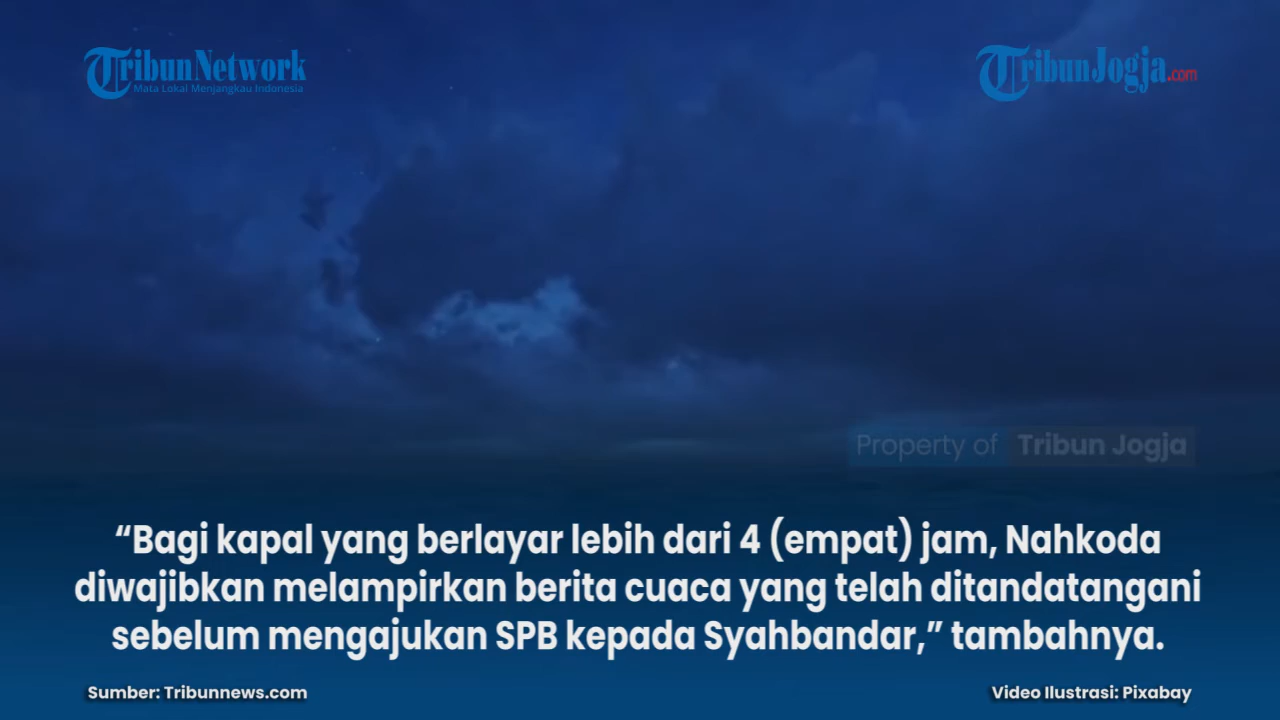 TribunNetwork
Mata Lokal Menjangkau Indonesia
TribunJogja.com
Property of Tribun Jogja
“Bagi kapal yang berlayar lebih dari 4 (empat) jam, Nahkoda
diwajibkan melampirkan berita cuaca yang telah ditandatangani
sebelum mengajukan SPB kepada Syahbandar,” tambahnya.
Sumber: Tribunnews.com
Video Ilustrasi: Pixabay